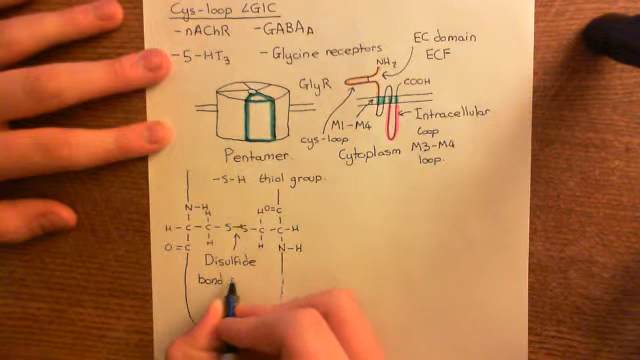 Cys-loop LGIC
-nAChR -GABAA
-5-HT3 -Glycine receptors
EC domain
ECF
NH2
GlyR
COOH
M1-M4
Intracellular
loop
M3-M4
loop.
cys-loop
Cytoplasm
Pentamer
-S-H thiol group.
N-H
H
H-C-C-S-S-C-C-H
H
H
O=C
HO=C
H
N-H
Disulfide
bond